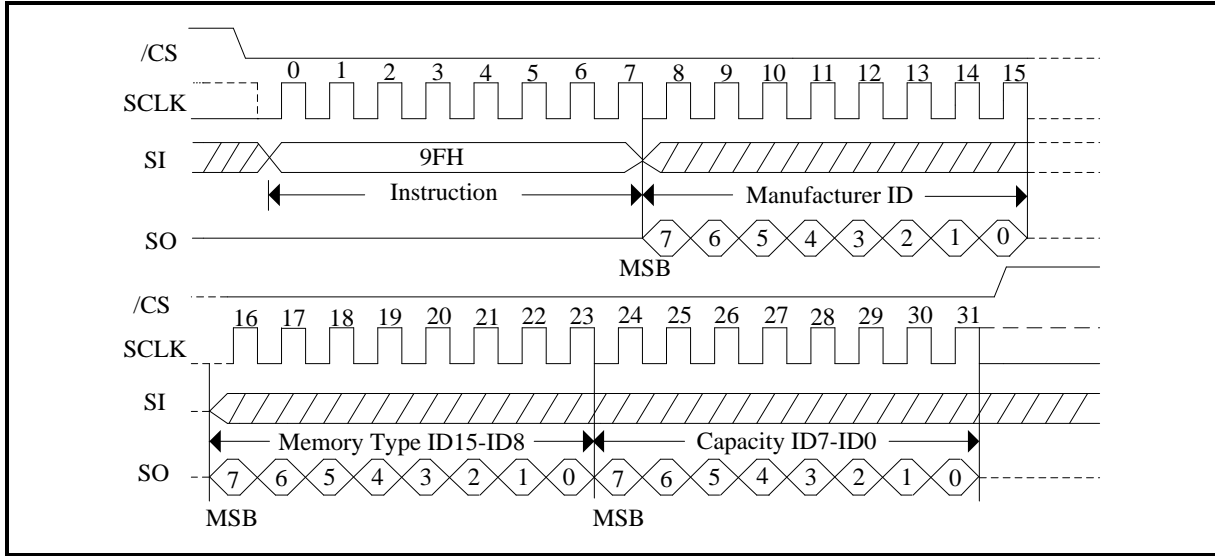 /CS
0 1 2 3 4 5 6 7 8 9 10 11 12 13 14 15
SCLK
SI 9FH
Instruction Manufacturer ID
SO 7 6 5 4 3 2 1 0
MSB
/CS
16 17 18 19 20 21 22 23 24 25 26 27 28 29 30 31
SCLK
SI
Memory Type ID15-ID8 Capacity ID7-ID0
SO 7 6 5 4 3 2 1 0 7 6 5 4 3 2 1 0
MSB MSB